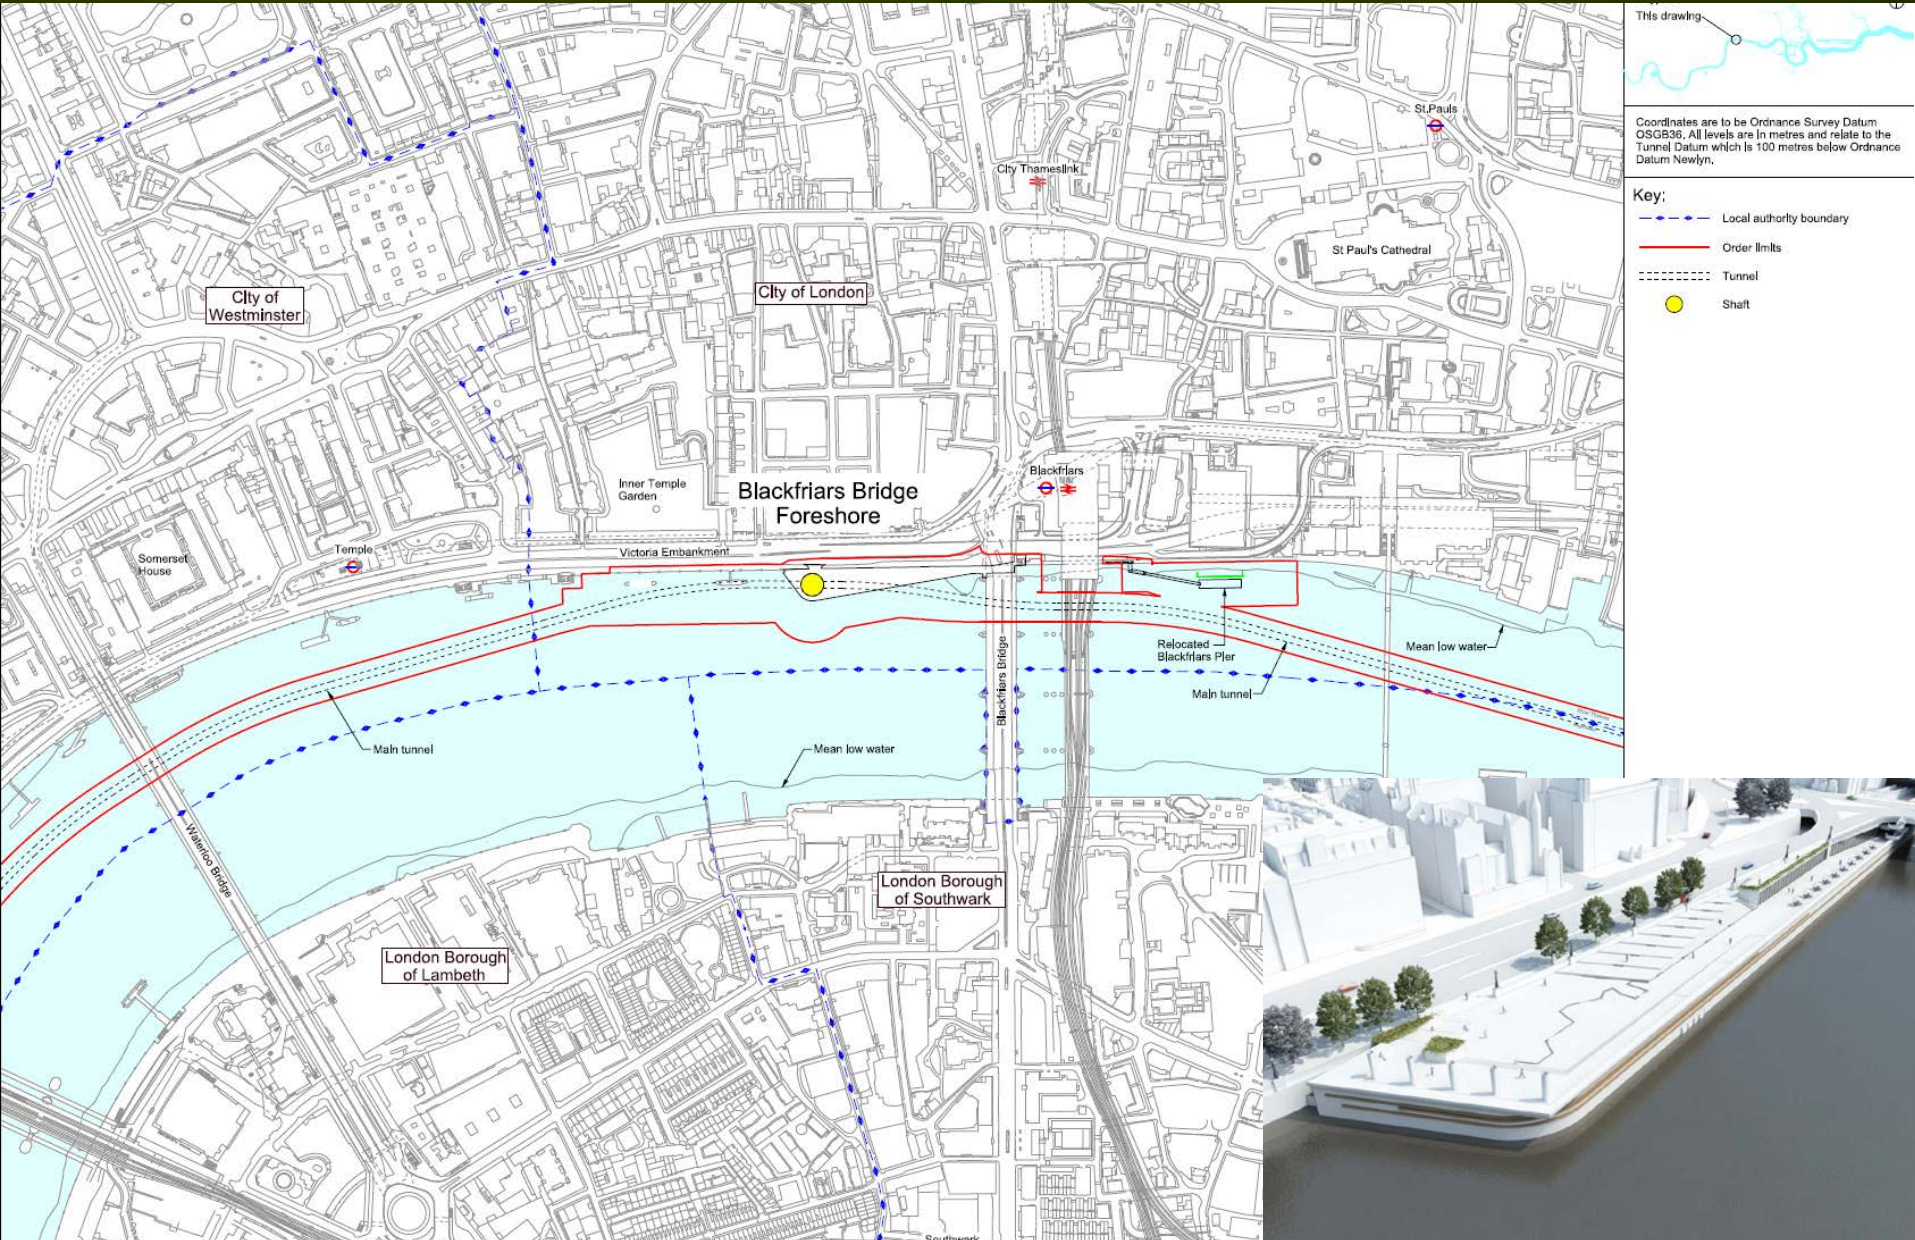 This drawing
Coordinates are to be Ordnance Survey Datum
OSGB36. All levels are in metres and relate to the
Tunnel Datum which is 100 metres below Ordnance
Datum Newlyn.
Key:
Local authority boundary
Order limits
Tunnel
Shaft
St.Pauls
City Thameslink
St Paul's Cathedral
City of
Westminster
City of London
Blackfriars
Inner Temple
Garden
Blackfriars Bridge
Foreshore
Temple
Somerset
House
Victoria Embankment
Relocated
Blackfriars Pier
Mean low water
Main tunnel
Blackfriars Bridge
Main tunnel
Mean low water
Waterloo Bridge
London Borough
of Southwark
London Borough
of Lambeth
Southwark